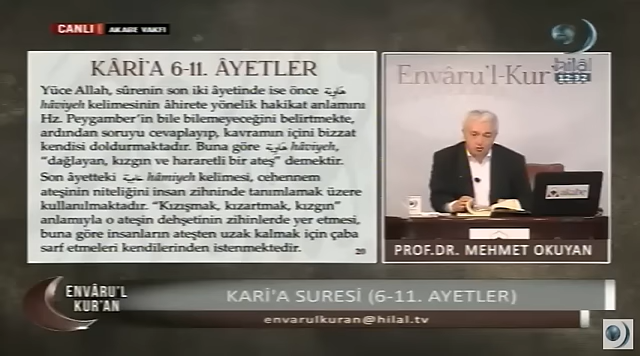 CANLI AKABE VAKFI
hilal
KÂRİ'A 6-11. ÂYETLER
Yüce Allah, sûrenin son iki âyetinde ise önce هَاوِيَة
hâviyeh kelimesinin âhirete yönelik hakikat anlamını
Hz. Peygamber'in bile bilemeyeceğini belirtmekte,
ardından soruyu cevaplayıp, kavramın içini bizzat
kendisi doldurmaktadır. Buna göre هَاوِيَة hâviyeh,
“dağlayan, kızgın ve hararetli bir ateş” demektir.
Son âyetteki حَامِيَة hâmiyeh kelimesi, cehennem
ateşinin niteliğini insan zihninde tanımlamak üzere
kullanılmaktadır. “Kızışmak, kızartmak, kızgın”
anlamıyla o ateşin dehşetinin zihinlerde yer etmesi,
buna göre insanların ateşten uzak kalmak için çaba
sarf etmeleri kendilerinden istenmektedir.
20
Envâru'l-Kur'an
akabe
PROF.DR. MEHMET OKUYAN
ENVÂRU'L
KUR'AN
KARİ'A SURESİ (6-11. AYETLER)
envarulkuran@hilal.tv